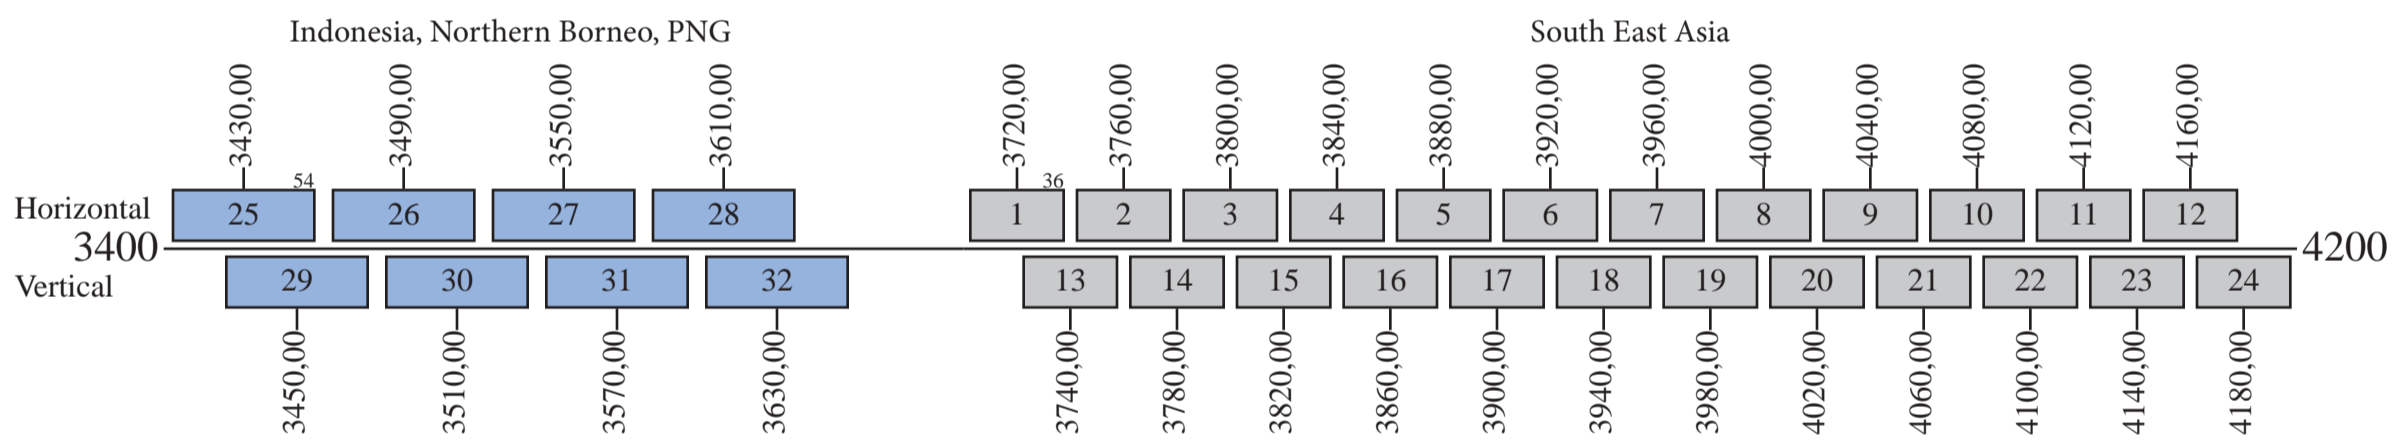 Indonesia, Northern Borneo, PNG
South East Asia
3430,00 3490,00 3550,00 3610,00 3720,00 3760,00 3800,00 3840,00 3880,00 3920,00 3960,00 4000,00 4040,00 4080,00 4120,00 4160,00
54 36
Horizontal 25 26 27 28 1 2 3 4 5 6 7 8 9 10 11 12
3400 4200
Vertical 29 30 31 32 13 14 15 16 17 18 19 20 21 22 23 24
3450,00 3510,00 3570,00 3630,00 3740,00 3780,00 3820,00 3860,00 3900,00 3940,00 3980,00 4020,00 4060,00 4100,00 4140,00 4180,00